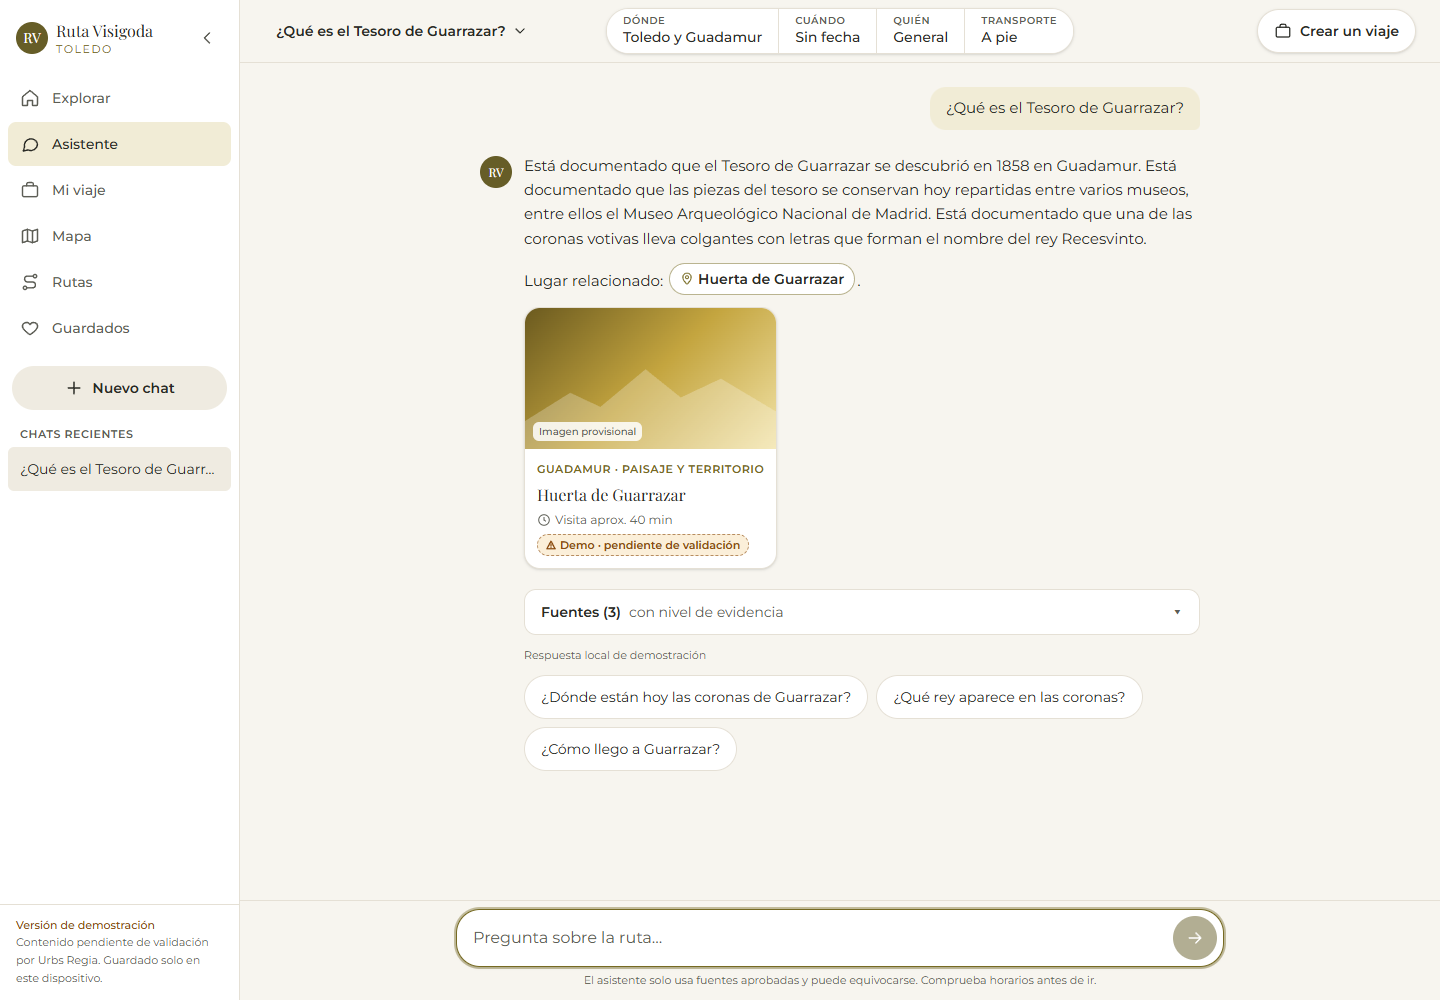 RV
Ruta Visigoda
TOLEDO
Explorar
Asistente
Mi viaje
Mapa
Rutas
Guardados
Nuevo chat
CHATS RECIENTES
¿Qué es el Tesoro de Guarr...
Versión de demostración
Contenido pendiente de validación
por Urbs Regia. Guardado solo en
este dispositivo.
¿Qué es el Tesoro de Guarrazar?
DÓNDE
Toledo y Guadamur
CUÁNDO
Sin fecha
QUIÉN
General
TRANSPORTE
A pie
Crear un viaje
¿Qué es el Tesoro de Guarrazar?
RV
Está documentado que el Tesoro de Guarrazar se descubrió en 1858 en Guadamur. Está
documentado que las piezas del tesoro se conservan hoy repartidas entre varios museos,
entre ellos el Museo Arqueológico Nacional de Madrid. Está documentado que una de las
coronas votivas lleva colgantes con letras que forman el nombre del rey Recesvinto.
Lugar relacionado: Huerta de Guarrazar.
Imagen provisional
GUADAMUR · PAISAJE Y TERRITORIO
Huerta de Guarrazar
Visita aprox. 40 min
Demo · pendiente de validación
Fuentes (3) con nivel de evidencia
Respuesta local de demostración
¿Dónde están hoy las coronas de Guarrazar?
¿Qué rey aparece en las coronas?
¿Cómo llego a Guarrazar?
Pregunta sobre la ruta...
El asistente solo usa fuentes aprobadas y puede equivocarse. Comprueba horarios antes de ir.